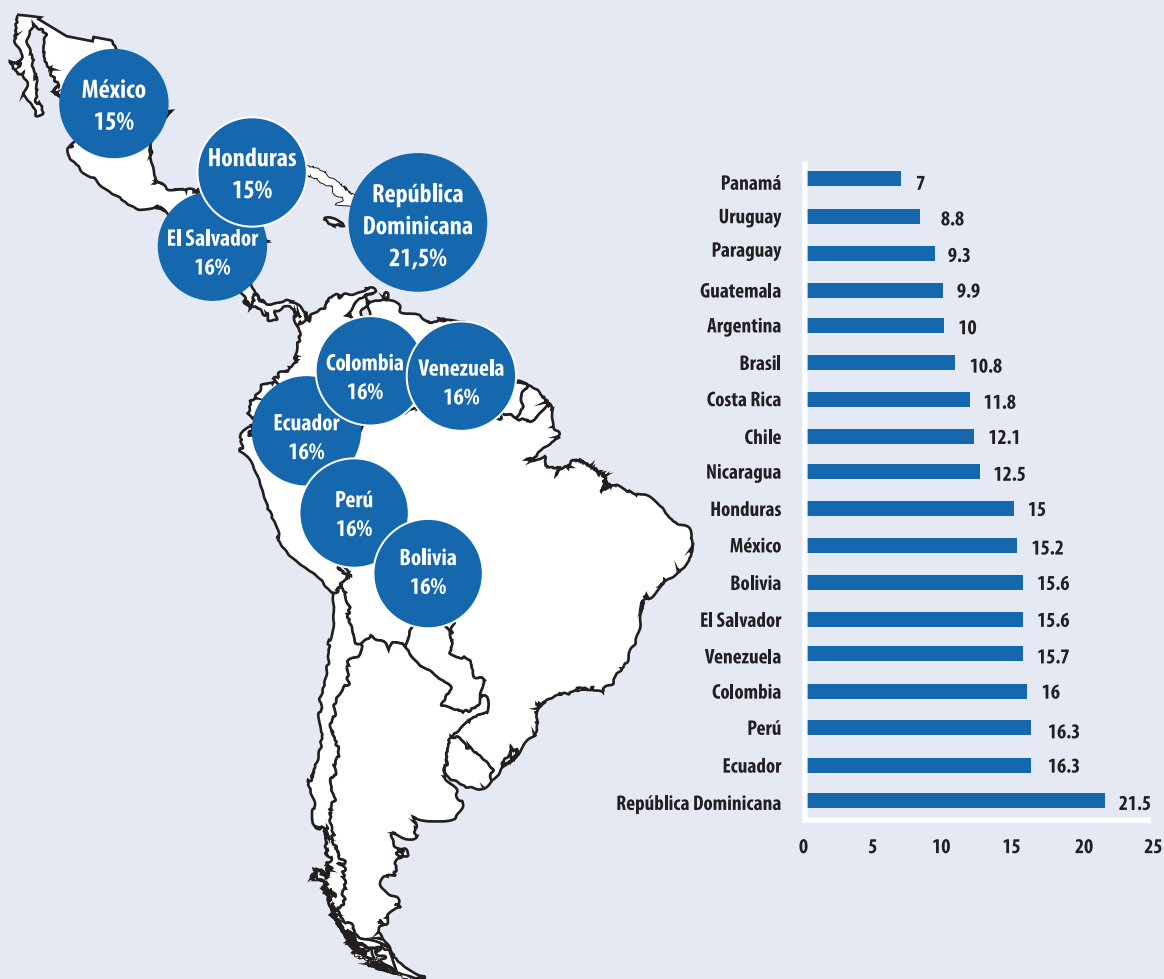 México
15%
Honduras
15%
República
Dominicana
21,5%
El Salvador
16%
Colombia
16%
Venezuela
16%
Ecuador
16%
Perú
16%
Bolivia
16%
Panamá 7
Uruguay 8.8
Paraguay 9.3
Guatemala 9.9
Argentina 10
Brasil 10.8
Costa Rica 11.8
Chile 12.1
Nicaragua 12.5
Honduras 15
México 15.2
Bolivia 15.6
El Salvador 15.6
Venezuela 15.7
Colombia 16
Perú 16.3
Ecuador 16.3
República Dominicana 21.5
0 5 10 15 20 25